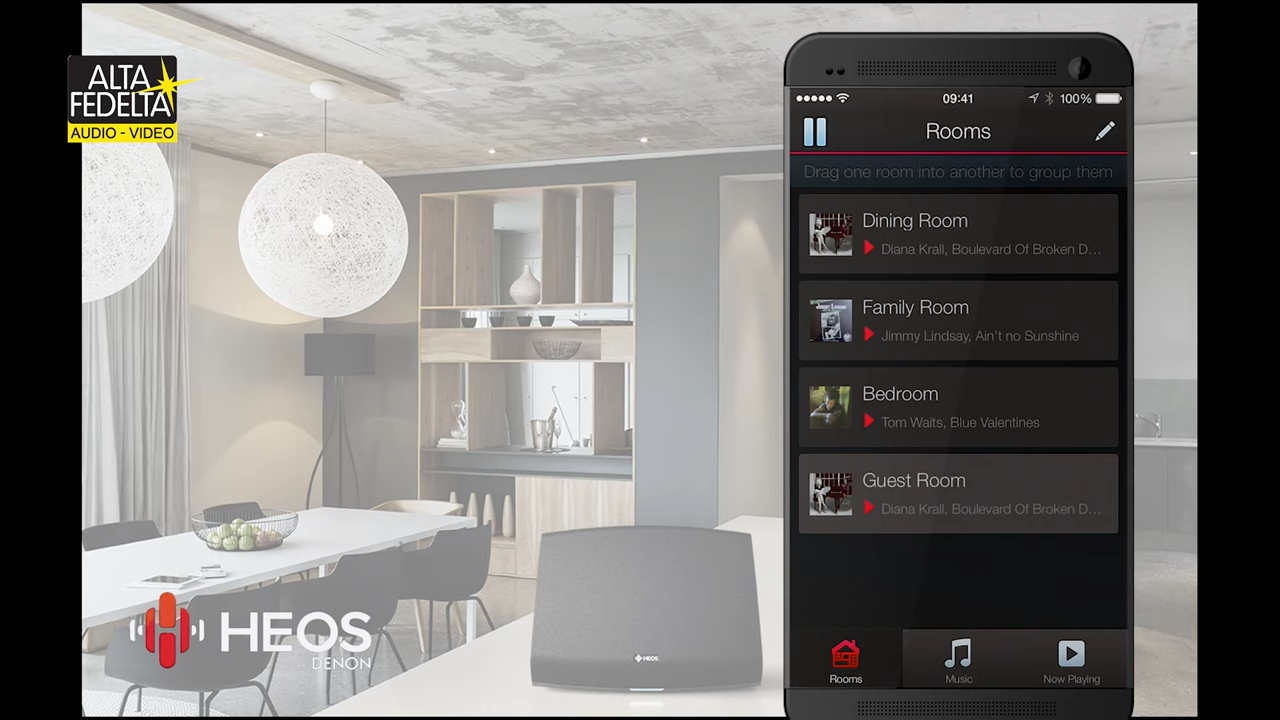 ALTA
FEDELTA
AUDIO - VIDEO
09:41
100%
Rooms
Drag one room into another to group them
Dining Room
Diana Krall, Boulevard Of Broken D…
Family Room
Jimmy Lindsay, Ain't no Sunshine
Bedroom
Tom Waits, Blue Valentines
Guest Room
Diana Krall, Boulevard Of Broken D…
Rooms
Music
Now Playing
HEOS
DENON
HEOS